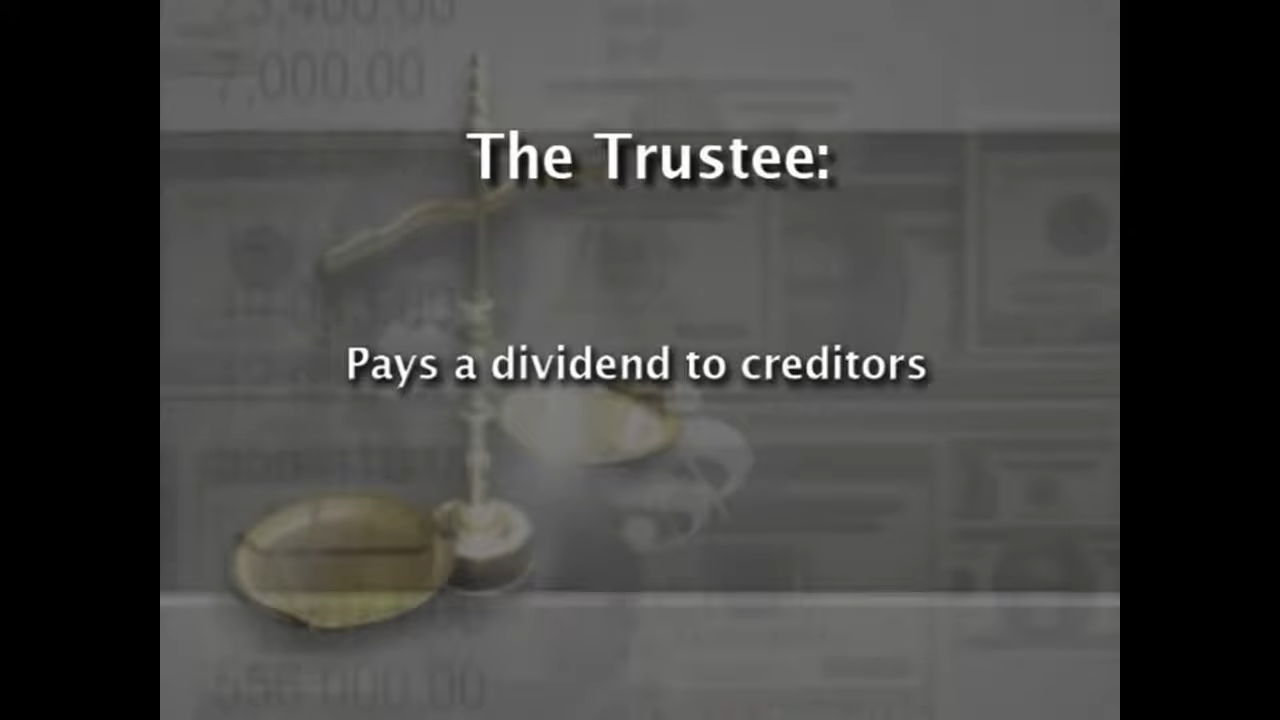 7,000.00
The Trustee:
Pays a dividend to creditors